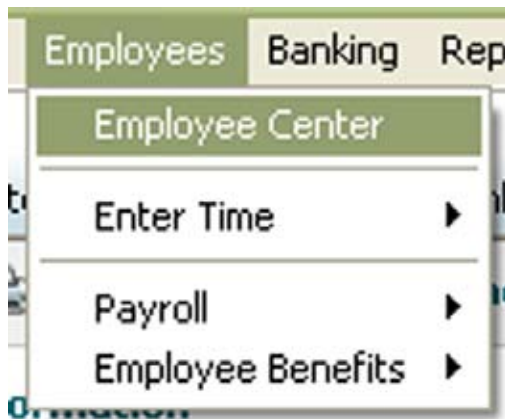 Employees Banking Rep
Employee Center
Enter Time
Payroll
Employee Benefits